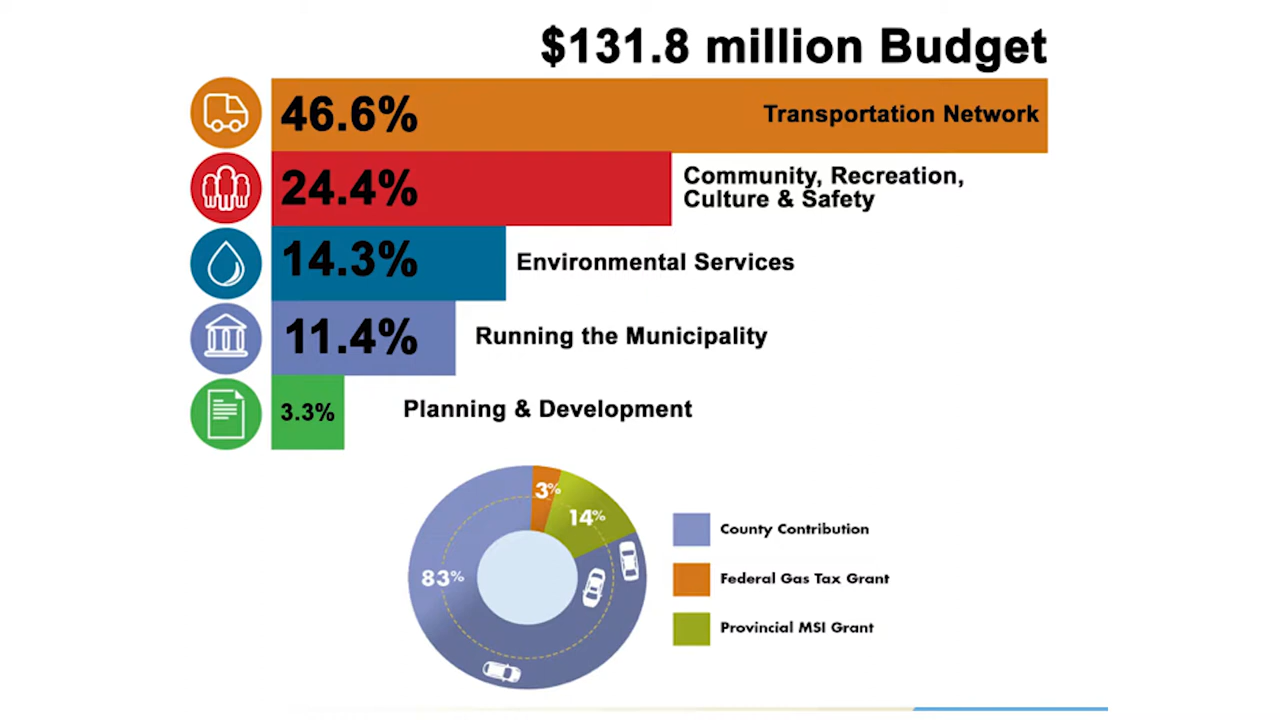 $131.8 million Budget
46.6%
Transportation Network
24.4%
Community, Recreation,
Culture & Safety
14.3%
Environmental Services
11.4%
Running the Municipality
3.3%
Planning & Development
3%
14%
83%
County Contribution
Federal Gas Tax Grant
Provincial MSI Grant